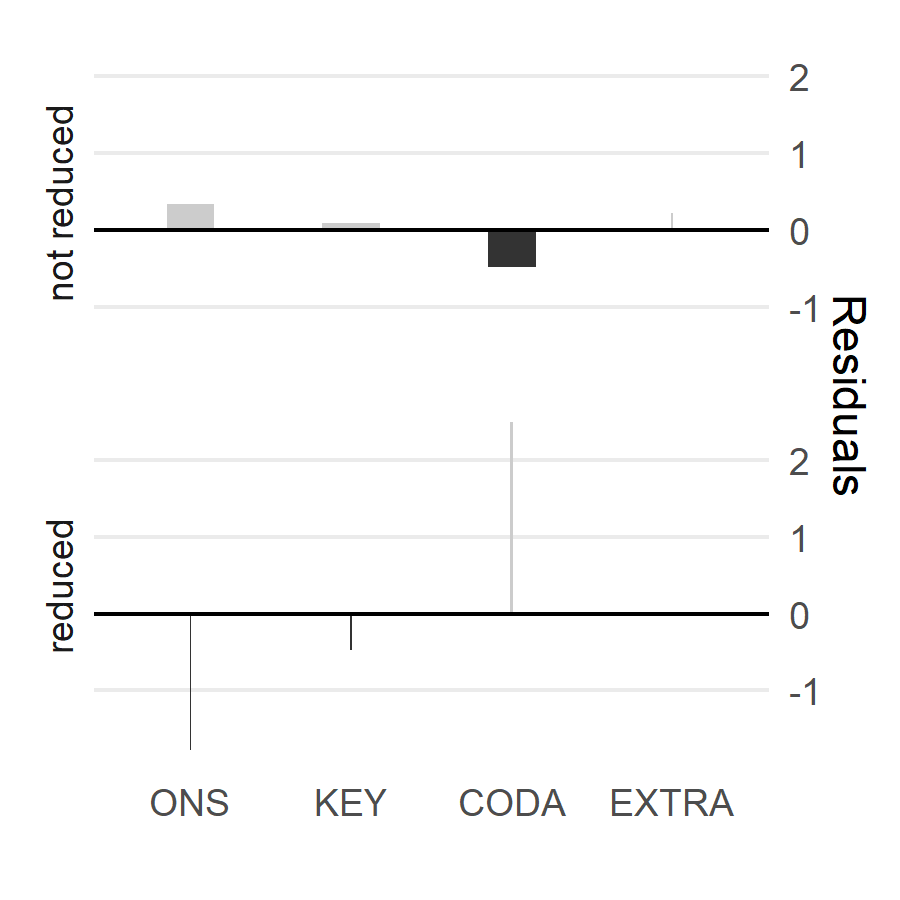 not reduced
2
1
0
-1
Residuals
reduced
2
1
0
-1
ONS KEY CODA EXTRA